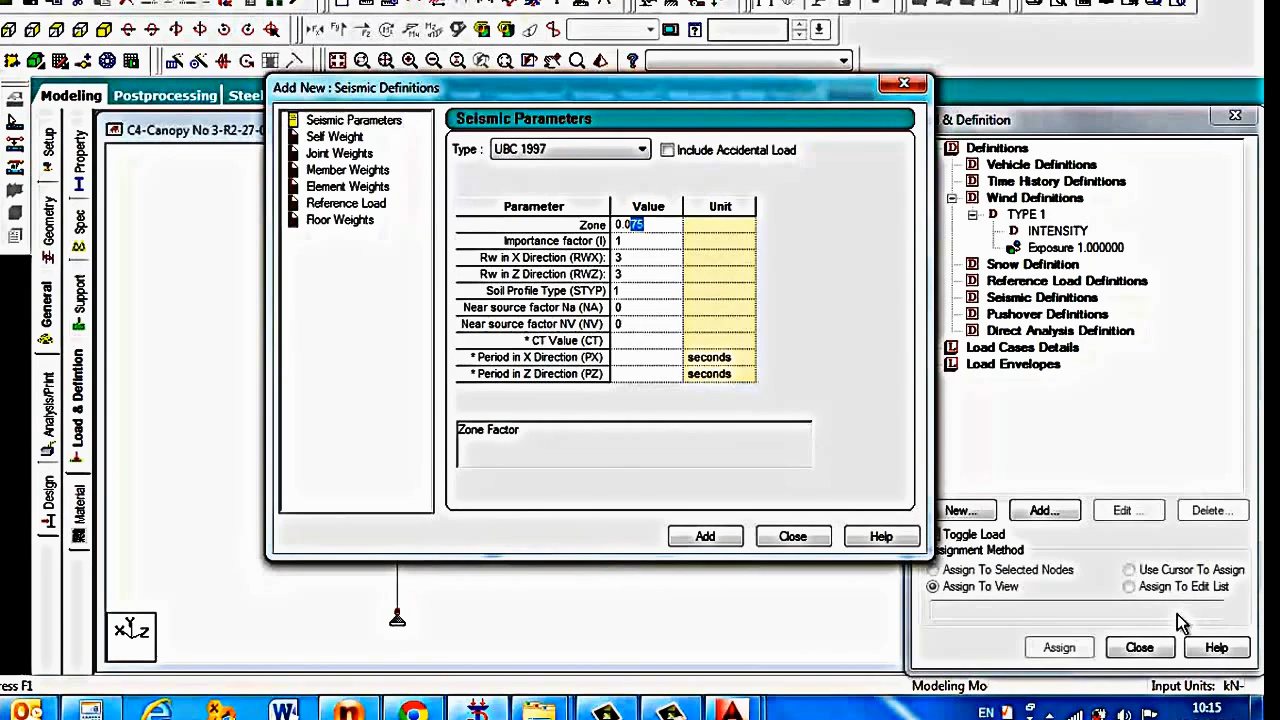 Modeling Postprocessing Steel
Add New : Seismic Definitions
C4-Canopy No 3-R2-27-0
Setup
Geometry
General
Analysis/Print
Design
Property
Spec
Support
Load & Definition
Material
Seismic Parameters
Self Weight
Joint Weights
Member Weights
Element Weights
Reference Load
Floor Weights
Seismic Parameters
Type : UBC 1997 Include Accidental Load
Parameter Value Unit
Zone 0.075
Importance factor (I) 1
Rw in X Direction (RWX) 3
Rw in Z Direction (RWZ) 3
Soil Profile Type (STYP) 1
Near source factor Na (NA) 0
Near source factor NV (NV) 0
* CT Value (CT)
* Period in X Direction (PX) seconds
* Period in Z Direction (PZ) seconds
Zone Factor
Add Close Help
& Definition
Definitions
Vehicle Definitions
Time History Definitions
Wind Definitions
TYPE 1
INTENSITY
Exposure 1.000000
Snow Definition
Reference Load Definitions
Seismic Definitions
Pushover Definitions
Direct Analysis Definition
Load Cases Details
Load Envelopes
New... Add... Edit ... Delete...
Toggle Load
ssignment Method
Assign To Selected Nodes Use Cursor To Assign
Assign To View Assign To Edit List
Assign Close Help
X Y Z
ress F1 Modeling Mo Input Units: kN-
EN 10:15